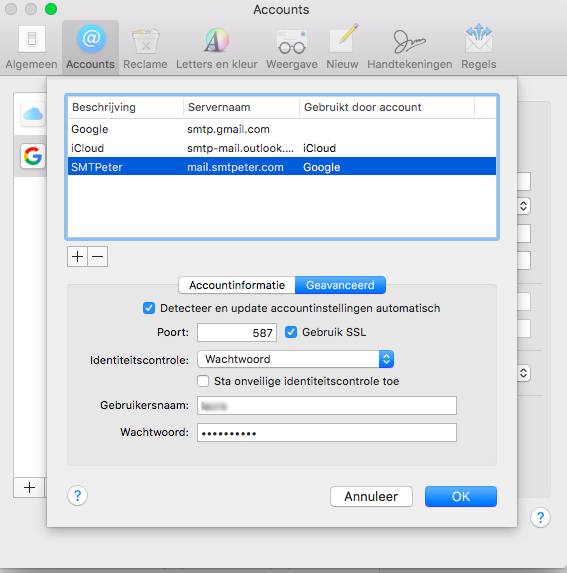 Accounts
Algemeen Accounts Reclame Letters en kleur Weergave Nieuw Handtekeningen Regels
Beschrijving Servernaam Gebruikt door account
Google smtp.gmail.com
iCloud smtp-mail.outlook.... iCloud
SMTPeter mail.smtpeter.com Google
Accountinformatie Geavanceerd
Detecteer en update accountinstellingen automatisch
Poort: 587 Gebruik SSL
Identiteitscontrole: Wachtwoord
Sta onveilige identiteitscontrole toe
Gebruikersnaam:
Wachtwoord: ••••••••••
? Annuleer OK
?